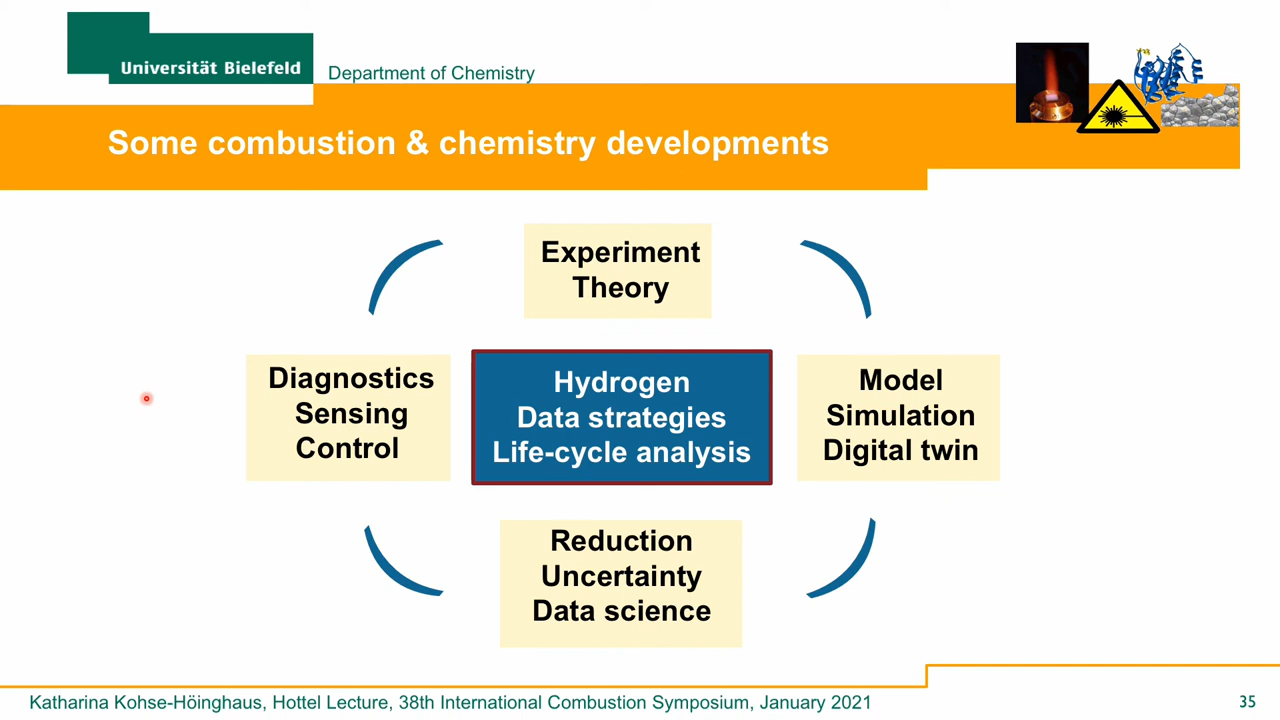 Universität Bielefeld
Department of Chemistry
Some combustion & chemistry developments
Experiment
Theory
Diagnostics
Sensing
Control
Hydrogen
Data strategies
Life-cycle analysis
Model
Simulation
Digital twin
Reduction
Uncertainty
Data science
Katharina Kohse-Höinghaus, Hottel Lecture, 38th International Combustion Symposium, January 2021
35